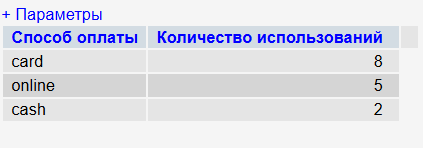 + Параметры
Способ оплаты Количество использований
card 8
online 5
cash 2